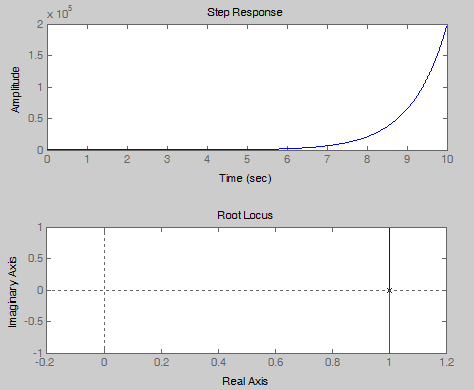 Step Response
x 10^5
2
1.5
1
0.5
0
Amplitude
0 1 2 3 4 5 6 7 8 9 10
Time (sec)
Root Locus
1
0.5
0
-0.5
-1
Imaginary Axis
-0.2 0 0.2 0.4 0.6 0.8 1 1.2
Real Axis